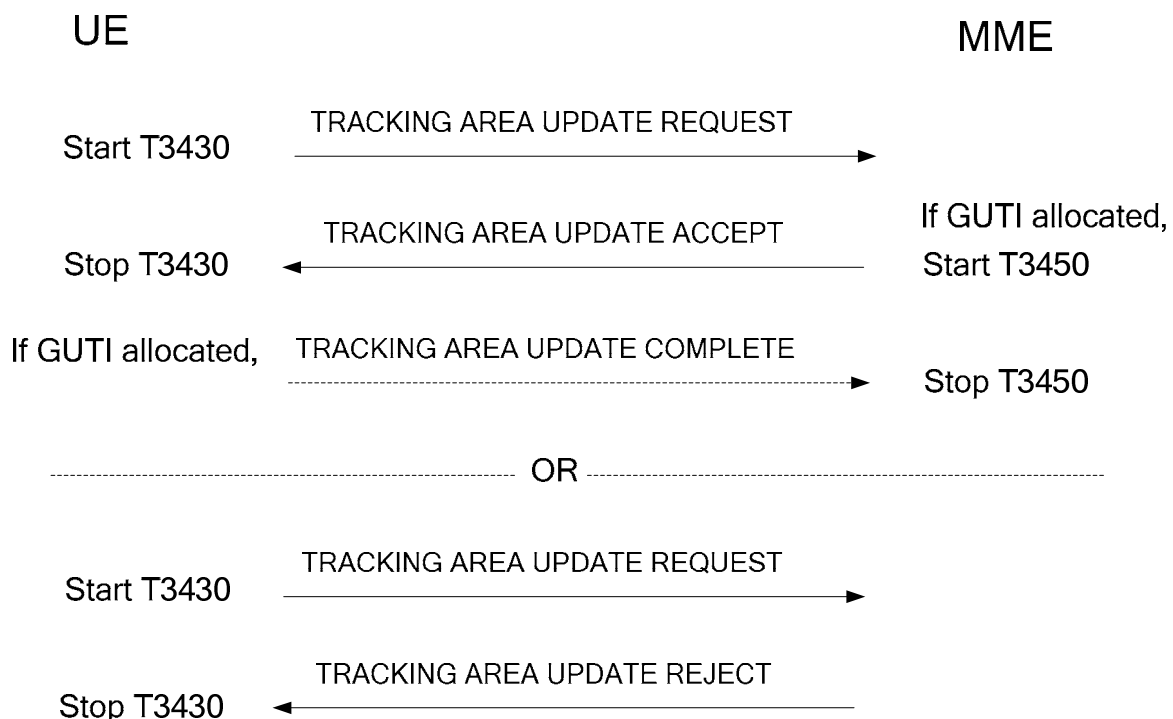 UE MME
TRACKING AREA UPDATE REQUEST
Start T3430
If GUTI allocated,
TRACKING AREA UPDATE ACCEPT
Stop T3430 Start T3450
If GUTI allocated, TRACKING AREA UPDATE COMPLETE
Stop T3450
OR
TRACKING AREA UPDATE REQUEST
Start T3430
TRACKING AREA UPDATE REJECT
Stop T3430